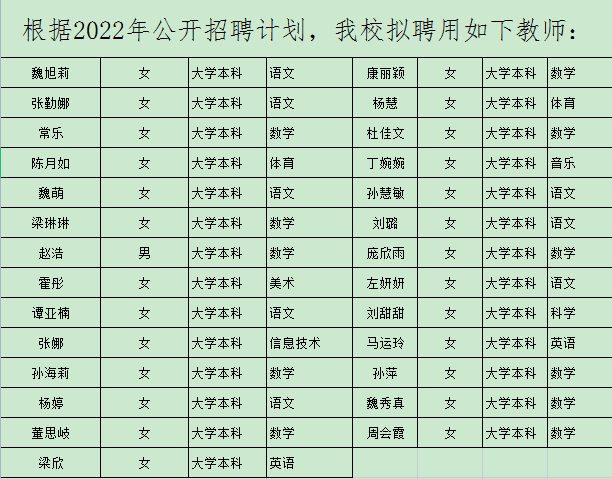 根据2022年公开招聘计划，我校拟聘用如下教师：
魏旭莉 女 大学本科 语文 康丽颖 女 大学本科 数学
张勤娜 女 大学本科 语文 杨慧 女 大学本科 体育
常乐 女 大学本科 数学 杜佳文 女 大学本科 数学
陈月如 女 大学本科 体育 丁婉婉 女 大学本科 音乐
魏萌 女 大学本科 语文 孙慧敏 女 大学本科 语文
梁琳琳 女 大学本科 数学 刘璐 女 大学本科 语文
赵浩 男 大学本科 数学 庞欣雨 女 大学本科 数学
霍彤 女 大学本科 美术 左妍妍 女 大学本科 语文
谭亚楠 女 大学本科 语文 刘甜甜 女 大学本科 科学
张娜 女 大学本科 信息技术 马运玲 女 大学本科 英语
孙海莉 女 大学本科 数学 孙萍 女 大学本科 数学
杨婷 女 大学本科 语文 魏秀真 女 大学本科 数学
董思岐 女 大学本科 数学 周会霞 女 大学本科 数学
梁欣 女 大学本科 英语